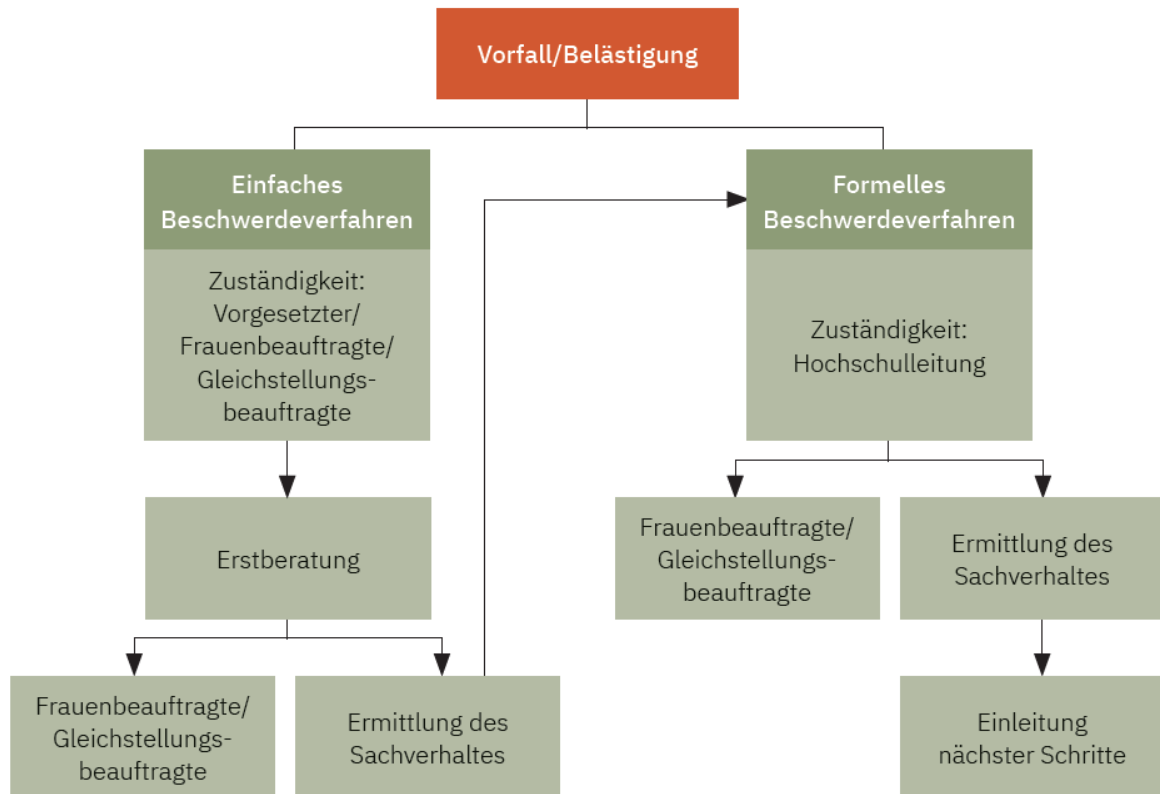 Vorfall/Belästigung
Einfaches
Beschwerdeverfahren
Zuständigkeit:
Vorgesetzter/
Frauenbeauftragte/
Gleichstellungs-
beauftragte
Erstberatung
Frauenbeauftragte/
Gleichstellungs-
beauftragte
Ermittlung des
Sachverhaltes
Formelles
Beschwerdeverfahren
Zuständigkeit:
Hochschulleitung
Frauenbeauftragte/
Gleichstellungs-
beauftragte
Ermittlung des
Sachverhaltes
Einleitung
nächster Schritte